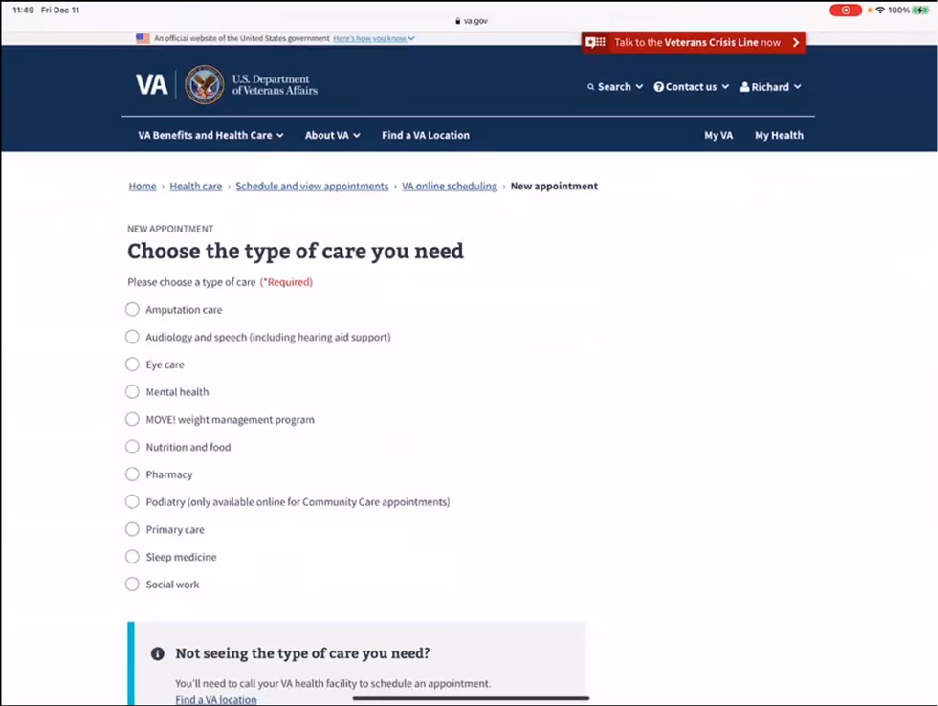 11:49 Fri Dec 11
100%
va.gov
An official website of the United States government Here's how you know
Talk to the Veterans Crisis Line now
VA
U.S. Department
of Veterans Affairs
Search
Contact us
Richard
VA Benefits and Health Care
About VA
Find a VA Location
My VA
My Health
Home › Health care › Schedule and view appointments › VA online scheduling › New appointment
NEW APPOINTMENT
Choose the type of care you need
Please choose a type of care (*Required)
Amputation care
Audiology and speech (including hearing aid support)
Eye care
Mental health
MOVE! weight management program
Nutrition and food
Pharmacy
Podiatry (only available online for Community Care appointments)
Primary care
Sleep medicine
Social work
Not seeing the type of care you need?
You'll need to call your VA health facility to schedule an appointment.
Find a VA location